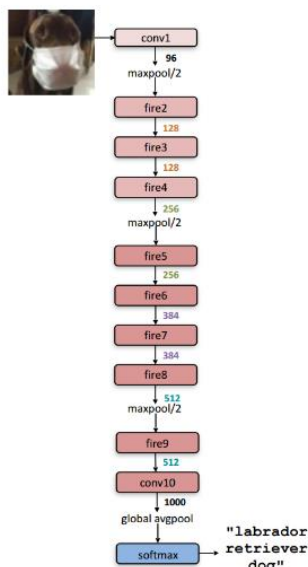 conv1
96
maxpool/2
fire2
128
fire3
128
fire4
256
maxpool/2
fire5
256
fire6
384
fire7
384
fire8
512
maxpool/2
fire9
512
conv10
1000
global avgpool
softmax
"labrador
retriever
dog"